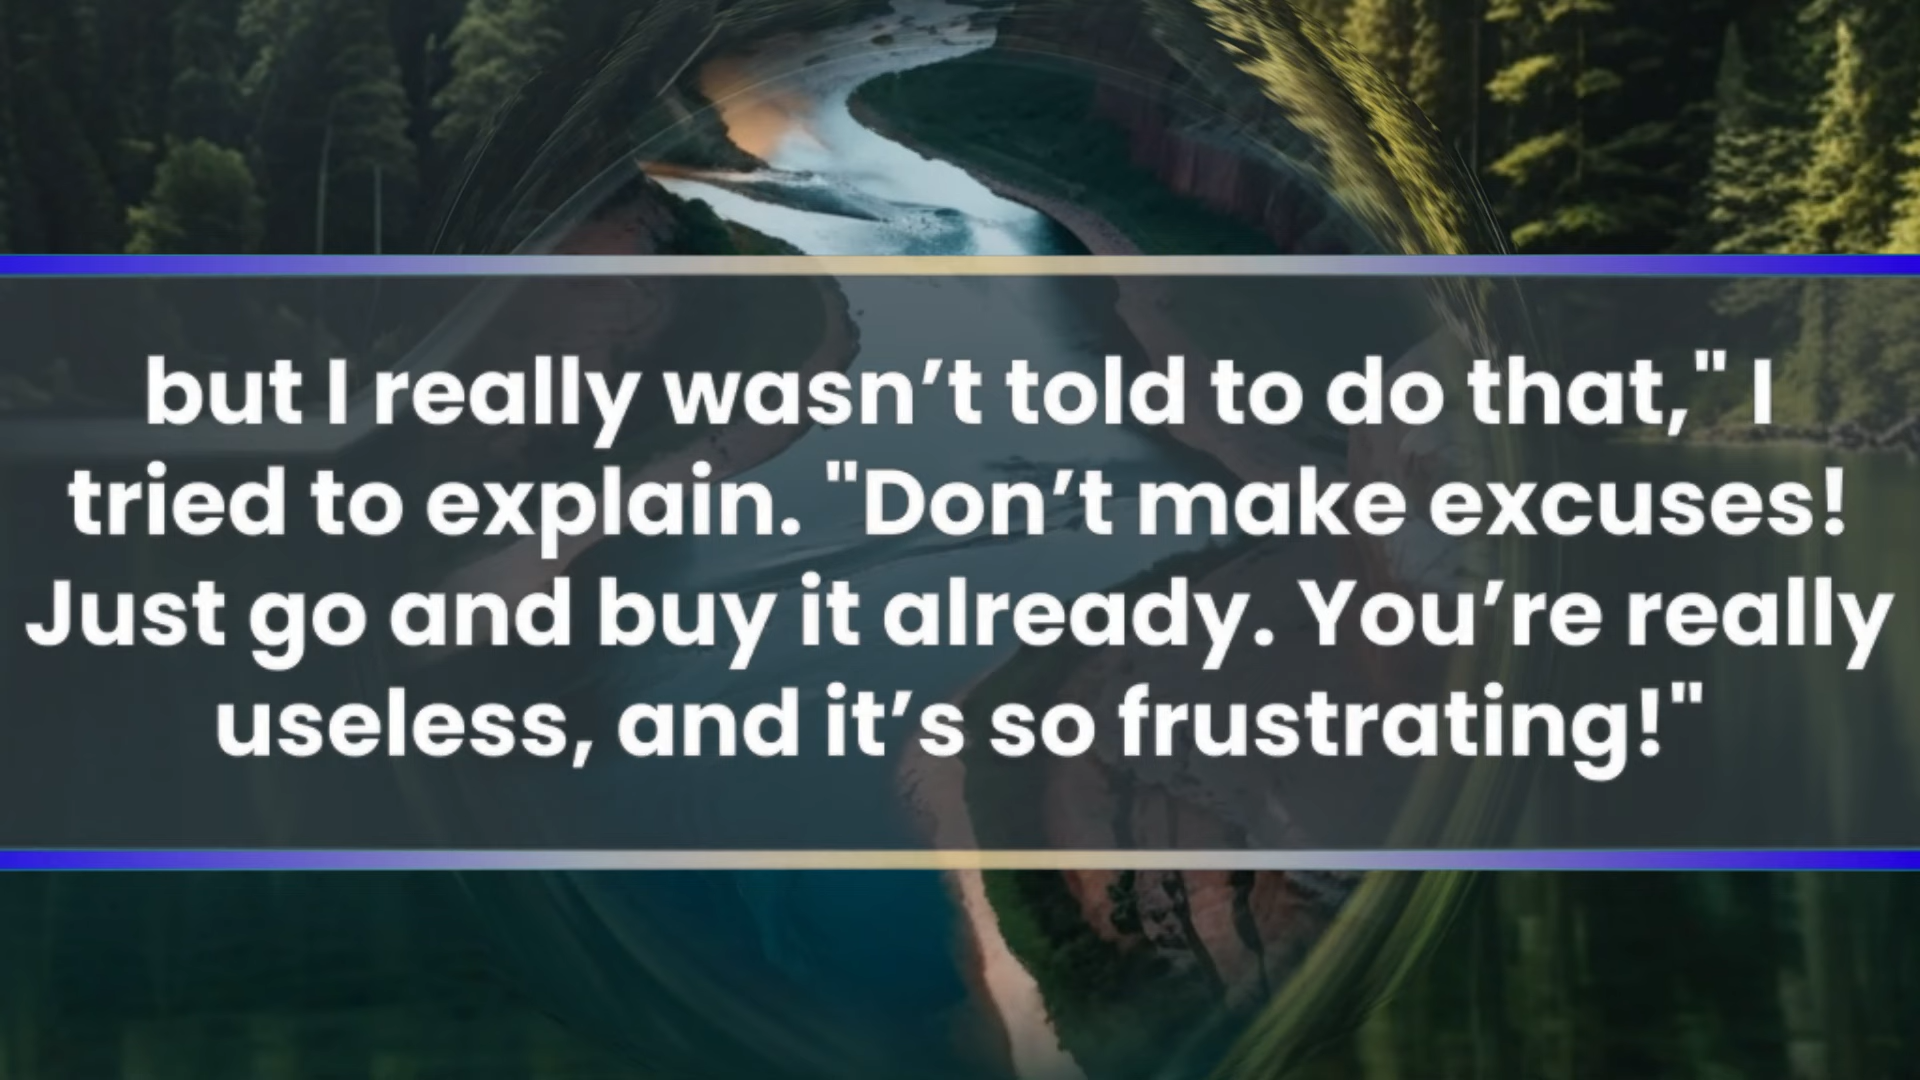 but I really wasn’t told to do that," I
tried to explain. "Don’t make excuses!
Just go and buy it already. You’re really
useless, and it’s so frustrating!"